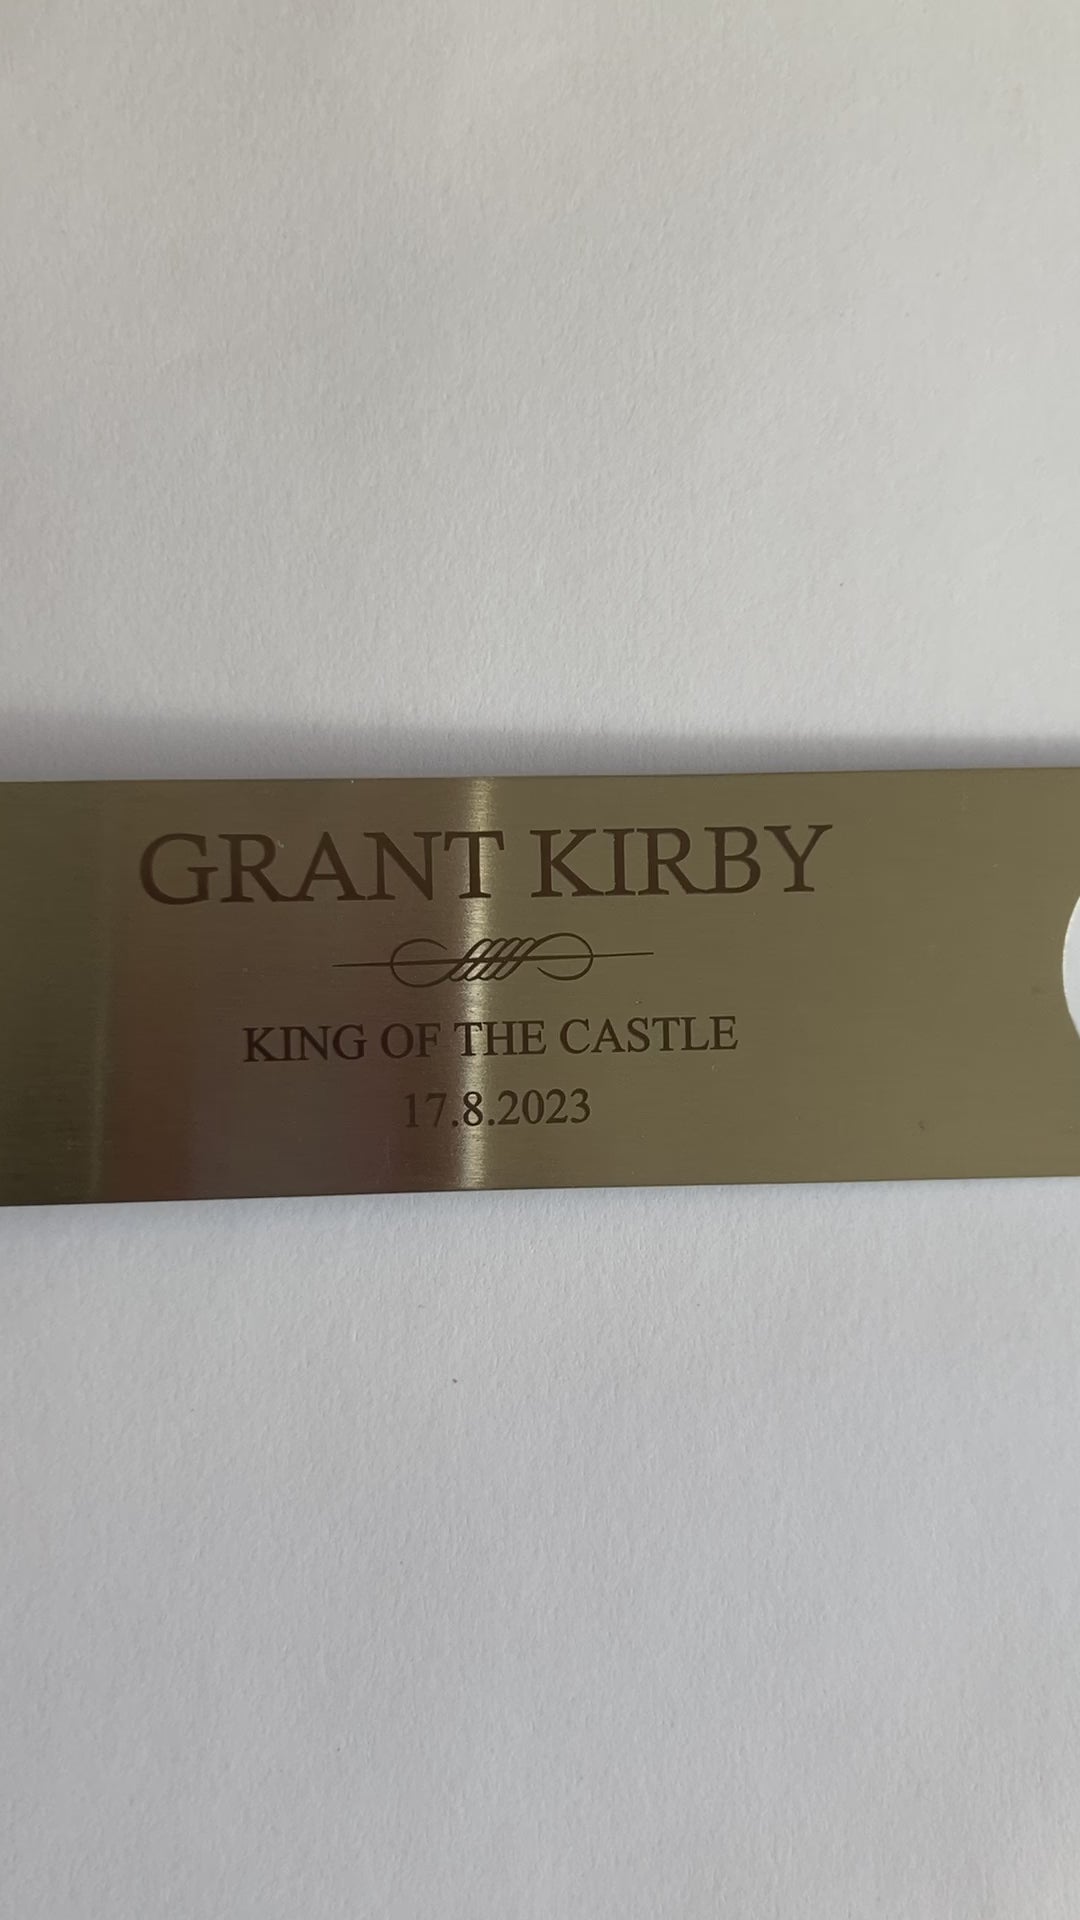 GRANT KIRBY
KING OF THE CASTLE
17.8.2023